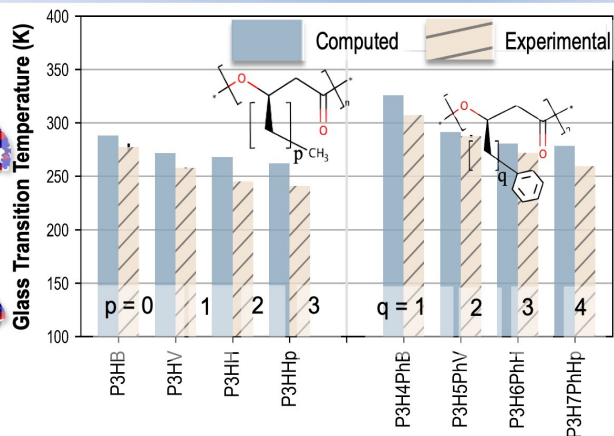 Glass Transition Temperature (K)
400
350
300
250
200
150
100
Computed
Experimental
* O O * n
p CH₃
* O O * n
q
p = 0 1 2 3
q = 1 2 3 4
P3HB
P3HV
P3HH
P3HHp
P3H4PhB
P3H5PhV
P3H6PhH
P3H7PhHp